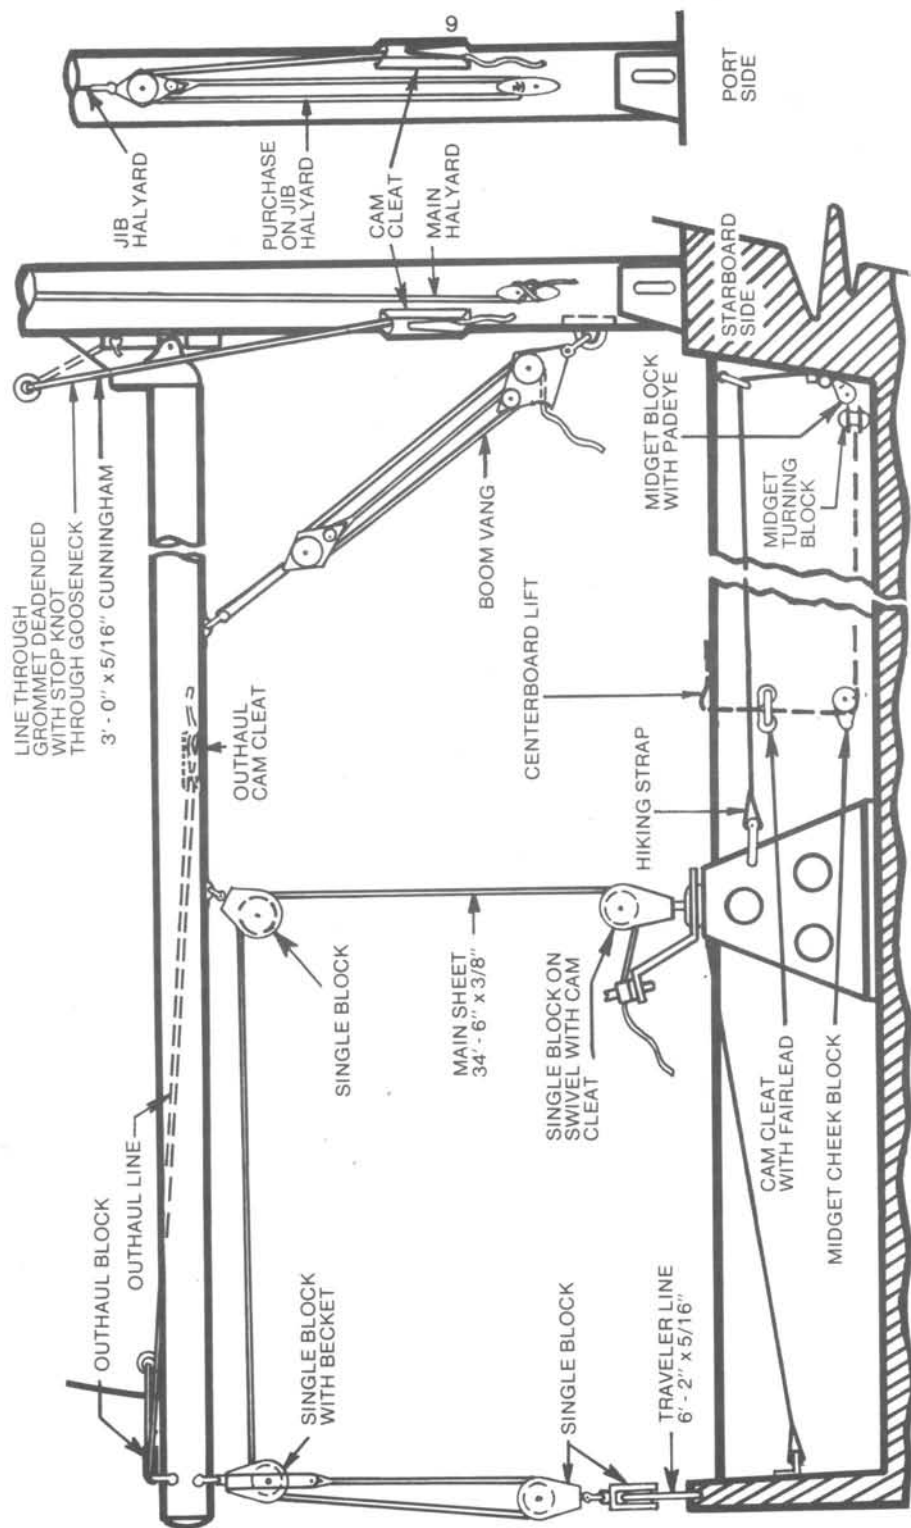 9
JIB
HALYARD
PURCHASE
ON JIB
HALYARD
CAM
CLEAT
MAIN
HALYARD
PORT
SIDE
STARBOARD
SIDE
LINE THROUGH
GROMMET DEADENDED
WITH STOP KNOT
THROUGH GOOSENECK
3' - 0" x 5/16" CUNNINGHAM
BOOM VANG
MIDGET BLOCK
WITH PADEYE
MIDGET
TURNING
BLOCK
CENTERBOARD LIFT
OUTHAUL
CAM CLEAT
HIKING STRAP
SINGLE BLOCK
MAIN SHEET
34' - 6" x 3/8"
SINGLE BLOCK ON
SWIVEL WITH CAM
CLEAT
CAM CLEAT
WITH FAIRLEAD
MIDGET CHEEK BLOCK
OUTHAUL BLOCK
OUTHAUL LINE
SINGLE BLOCK
WITH BECKET
SINGLE BLOCK
TRAVELER LINE
6' - 2" x 5/16"